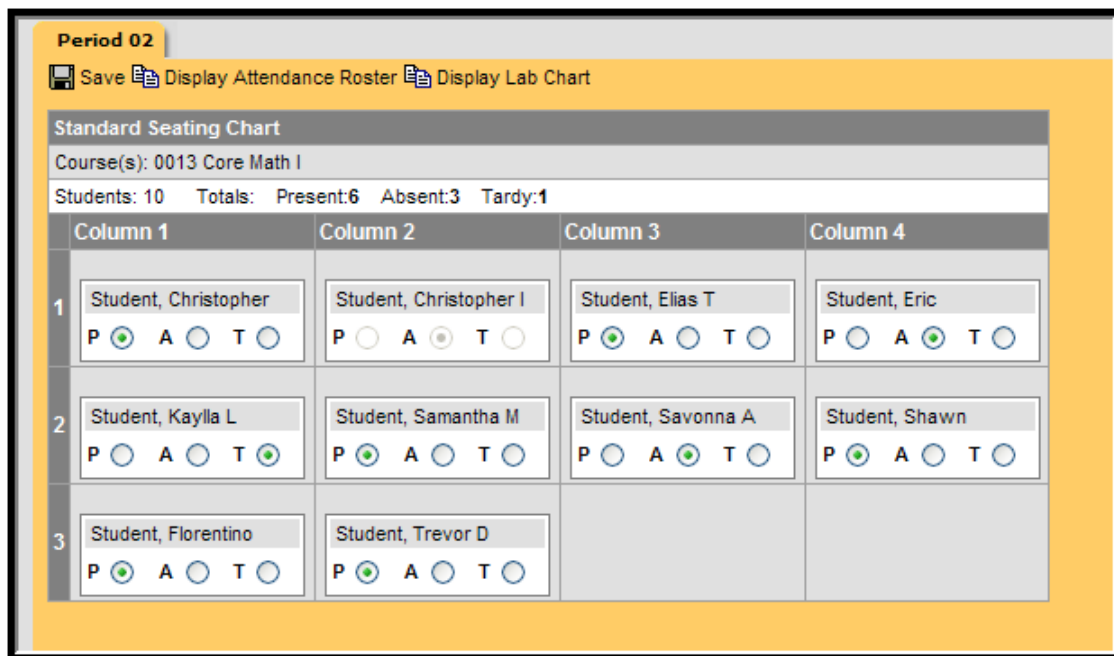 Period 02
Save Display Attendance Roster Display Lab Chart
Standard Seating Chart
Course(s): 0013 Core Math I
Students: 10 Totals: Present:6 Absent:3 Tardy:1
Column 1 Column 2 Column 3 Column 4
1
Student, Christopher Student, Christopher I Student, Elias T Student, Eric
P A T P A T P A T P A T
2
Student, Kaylla L Student, Samantha M Student, Savonna A Student, Shawn
P A T P A T P A T P A T
3
Student, Florentino Student, Trevor D
P A T P A T